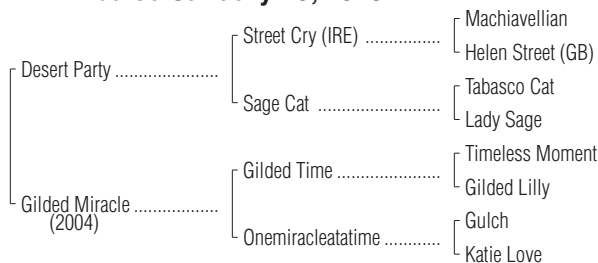 Machiavellian
Street Cry (IRE) ................
Helen Street (GB)
Desert Party ......................
Tabasco Cat
Sage Cat ..........................
Lady Sage
Timeless Moment
Gilded Time ......................
Gilded Lilly
Gilded Miracle ..................
(2004)
Gulch
Onemiracleatatime ............
Katie Love